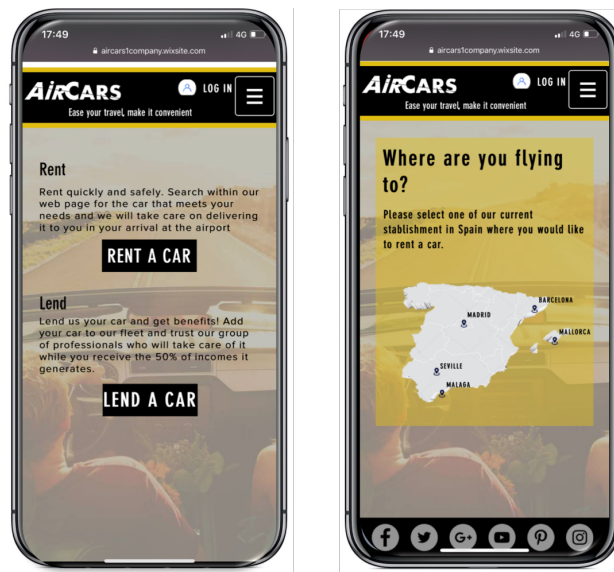 17:49
4G
aircars1company.wixsite.com
AiRCARS
LOG IN
Ease your travel, make it convenient
Rent
Rent quickly and safely. Search within our
web page for the car that meets your
needs and we will take care on delivering
it to you in your arrival at the airport
RENT A CAR
Lend
Lend us your car and get benefits! Add
your car to our fleet and trust our group
of professionals who will take care of it
while you receive the 50% of incomes it
generates.
LEND A CAR
17:49
4G
aircars1company.wixsite.com
AiRCARS
LOG IN
Ease your travel, make it convenient
Where are you flying
to?
Please select one of our current
stablishment in Spain where you would like
to rent a car.
BARCELONA
MADRID
MALLORCA
SEVILLE
MALAGA
G+